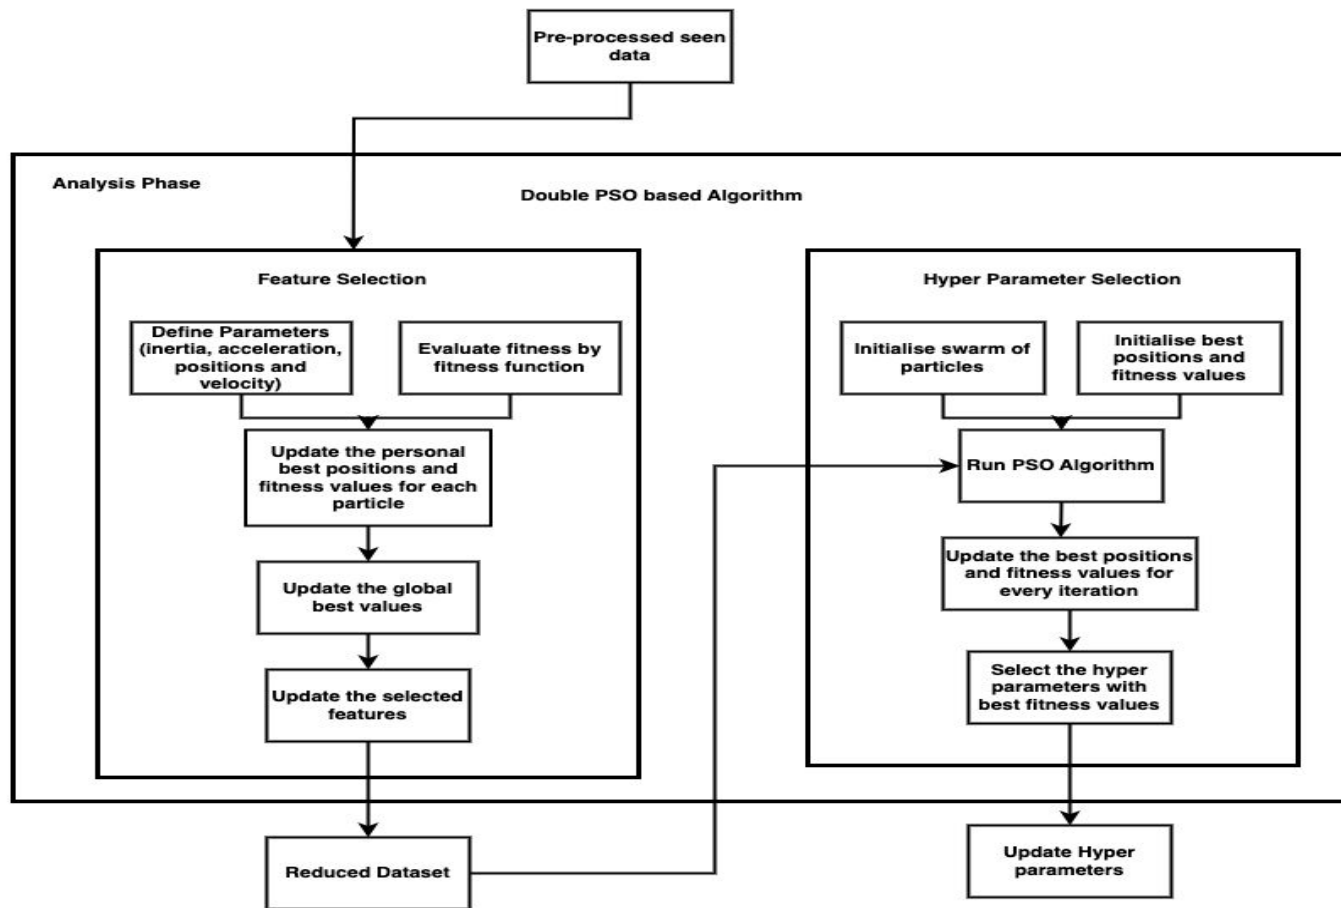 Pre-processed seen
data
Analysis Phase
Double PSO based Algorithm
Feature Selection
Define Parameters
(inertia, acceleration,
positions and
velocity)
Evaluate fitness by
fitness function
Update the personal
best positions and
fitness values for each
particle
Update the global
best values
Update the selected
features
Reduced Dataset
Hyper Parameter Selection
Initialise swarm of
particles
Initialise best
positions and
fitness values
Run PSO Algorithm
Update the best positions
and fitness values for
every iteration
Select the hyper
parameters with
best fitness values
Update Hyper
parameters